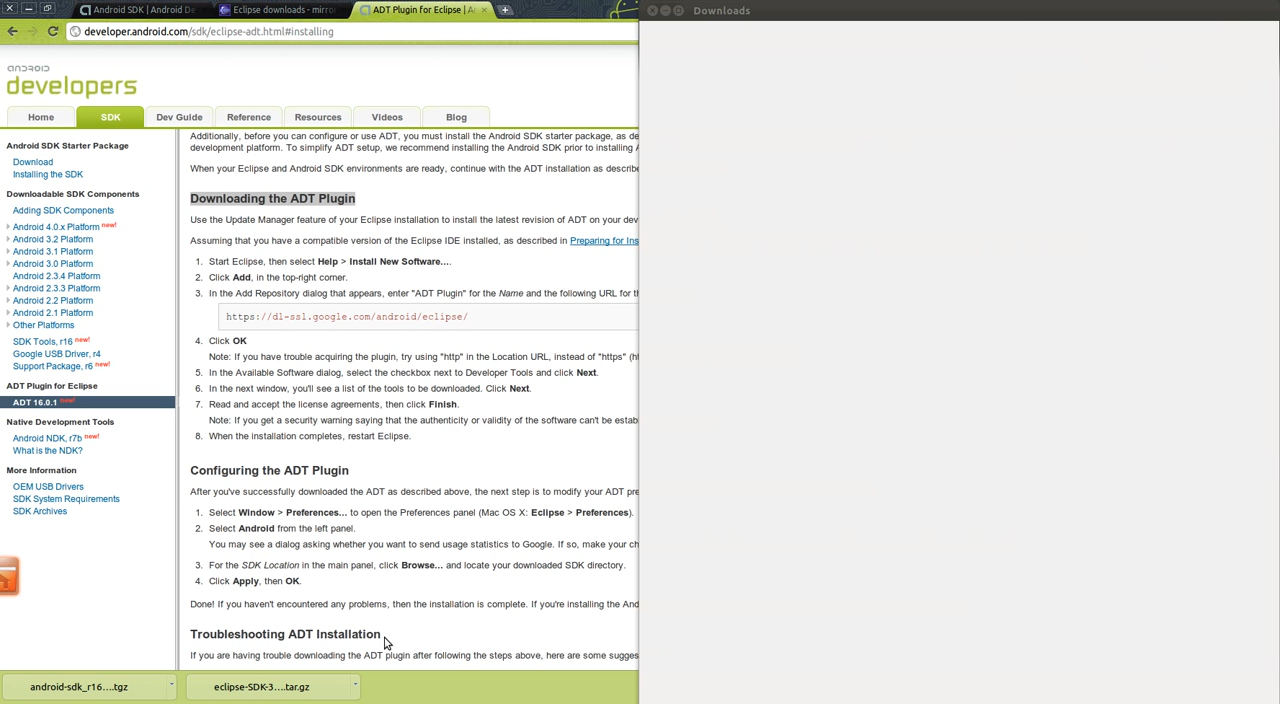 Android SDK | Android De
Eclipse downloads - mirro
ADT Plugin for Eclipse | A
Downloads
developer.android.com/sdk/eclipse-adt.html#installing
ANDROID
developers
Home
SDK
Dev Guide
Reference
Resources
Videos
Blog
Android SDK Starter Package
Download
Installing the SDK
Downloadable SDK Components
Adding SDK Components
Android 4.0.x Platform new!
Android 3.2 Platform
Android 3.1 Platform
Android 3.0 Platform
Android 2.3.4 Platform
Android 2.3.3 Platform
Android 2.2 Platform
Android 2.1 Platform
Other Platforms
SDK Tools, r16 new!
Google USB Driver, r4
Support Package, r6 new!
ADT Plugin for Eclipse
ADT 16.0.1 new!
Native Development Tools
Android NDK, r7b new!
What is the NDK?
More Information
OEM USB Drivers
SDK System Requirements
SDK Archives
Additionally, before you can configure or use ADT, you must install the Android SDK starter package, as de
development platform. To simplify ADT setup, we recommend installing the Android SDK prior to installing A
When your Eclipse and Android SDK environments are ready, continue with the ADT installation as describe
Downloading the ADT Plugin
Use the Update Manager feature of your Eclipse installation to install the latest revision of ADT on your dev
Assuming that you have a compatible version of the Eclipse IDE installed, as described in Preparing for Ins
1. Start Eclipse, then select Help > Install New Software....
2. Click Add, in the top-right corner.
3. In the Add Repository dialog that appears, enter "ADT Plugin" for the Name and the following URL for th
https://dl-ssl.google.com/android/eclipse/
4. Click OK
Note: If you have trouble acquiring the plugin, try using "http" in the Location URL, instead of "https" (ht
5. In the Available Software dialog, select the checkbox next to Developer Tools and click Next.
6. In the next window, you'll see a list of the tools to be downloaded. Click Next.
7. Read and accept the license agreements, then click Finish.
Note: If you get a security warning saying that the authenticity or validity of the software can't be estab
8. When the installation completes, restart Eclipse.
Configuring the ADT Plugin
After you've successfully downloaded the ADT as described above, the next step is to modify your ADT pre
1. Select Window > Preferences... to open the Preferences panel (Mac OS X: Eclipse > Preferences).
2. Select Android from the left panel.
You may see a dialog asking whether you want to send usage statistics to Google. If so, make your ch
3. For the SDK Location in the main panel, click Browse... and locate your downloaded SDK directory.
4. Click Apply, then OK.
Done! If you haven't encountered any problems, then the installation is complete. If you're installing the And
Troubleshooting ADT Installation
If you are having trouble downloading the ADT plugin after following the steps above, here are some sugges
android-sdk_r16....tgz
eclipse-SDK-3....tar.gz